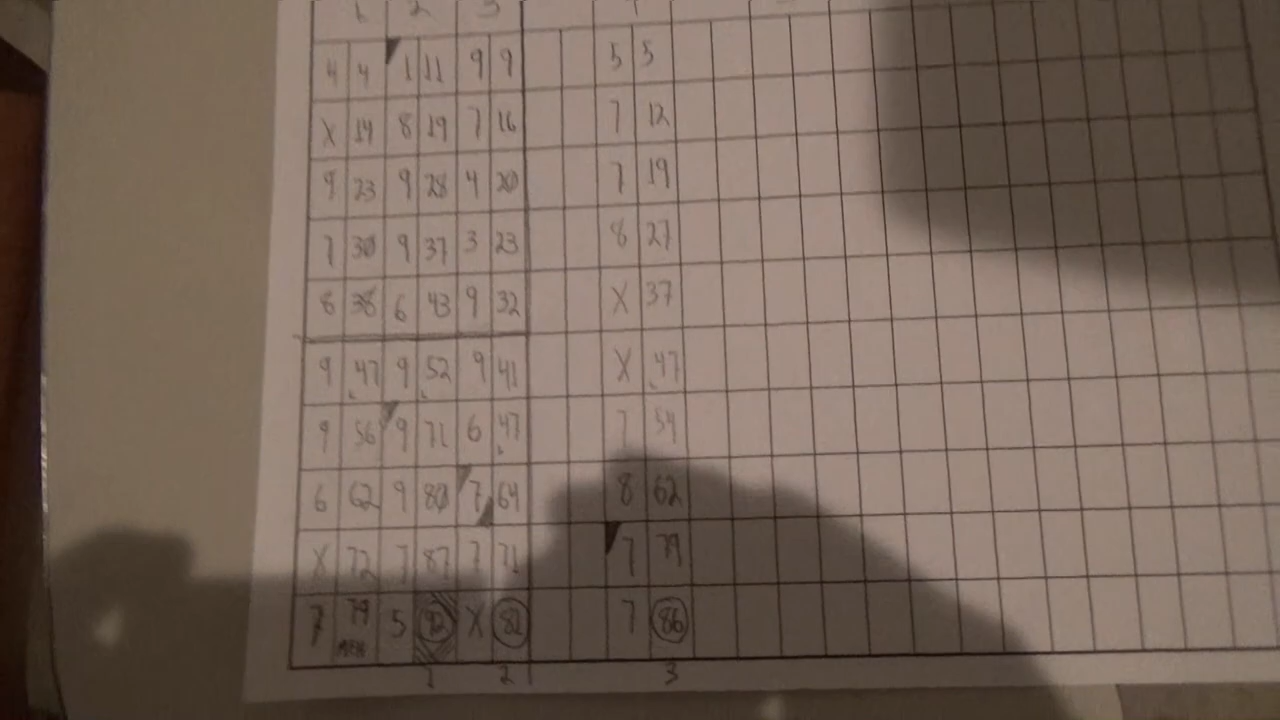 1 2 3
4 4 1 11 9 9 5 5
X 14 8 19 7 16 7 12
9 23 9 28 4 20 7 19
7 30 9 37 3 23 8 27
8 38 6 43 9 32 X 37
9 47 9 52 9 41 X 47
9 56 9 71 6 47 7 54
6 62 9 80 7 64 8 62
X 72 7 87 7 71 7 79
7 79 5 92 X 81 7 86
1 2 3